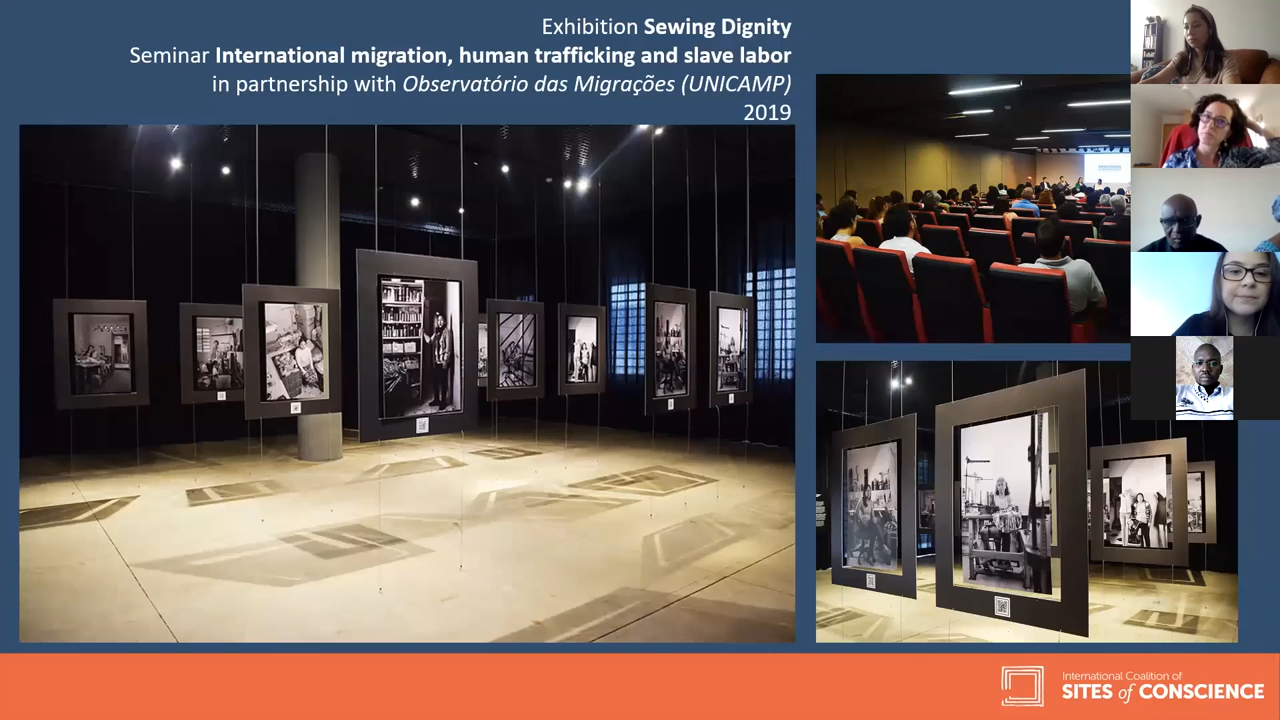 Exhibition Sewing Dignity
Seminar International migration, human trafficking and slave labor
in partnership with Observatório das Migrações (UNICAMP)
2019
International Coalition of
SITES of CONSCIENCE